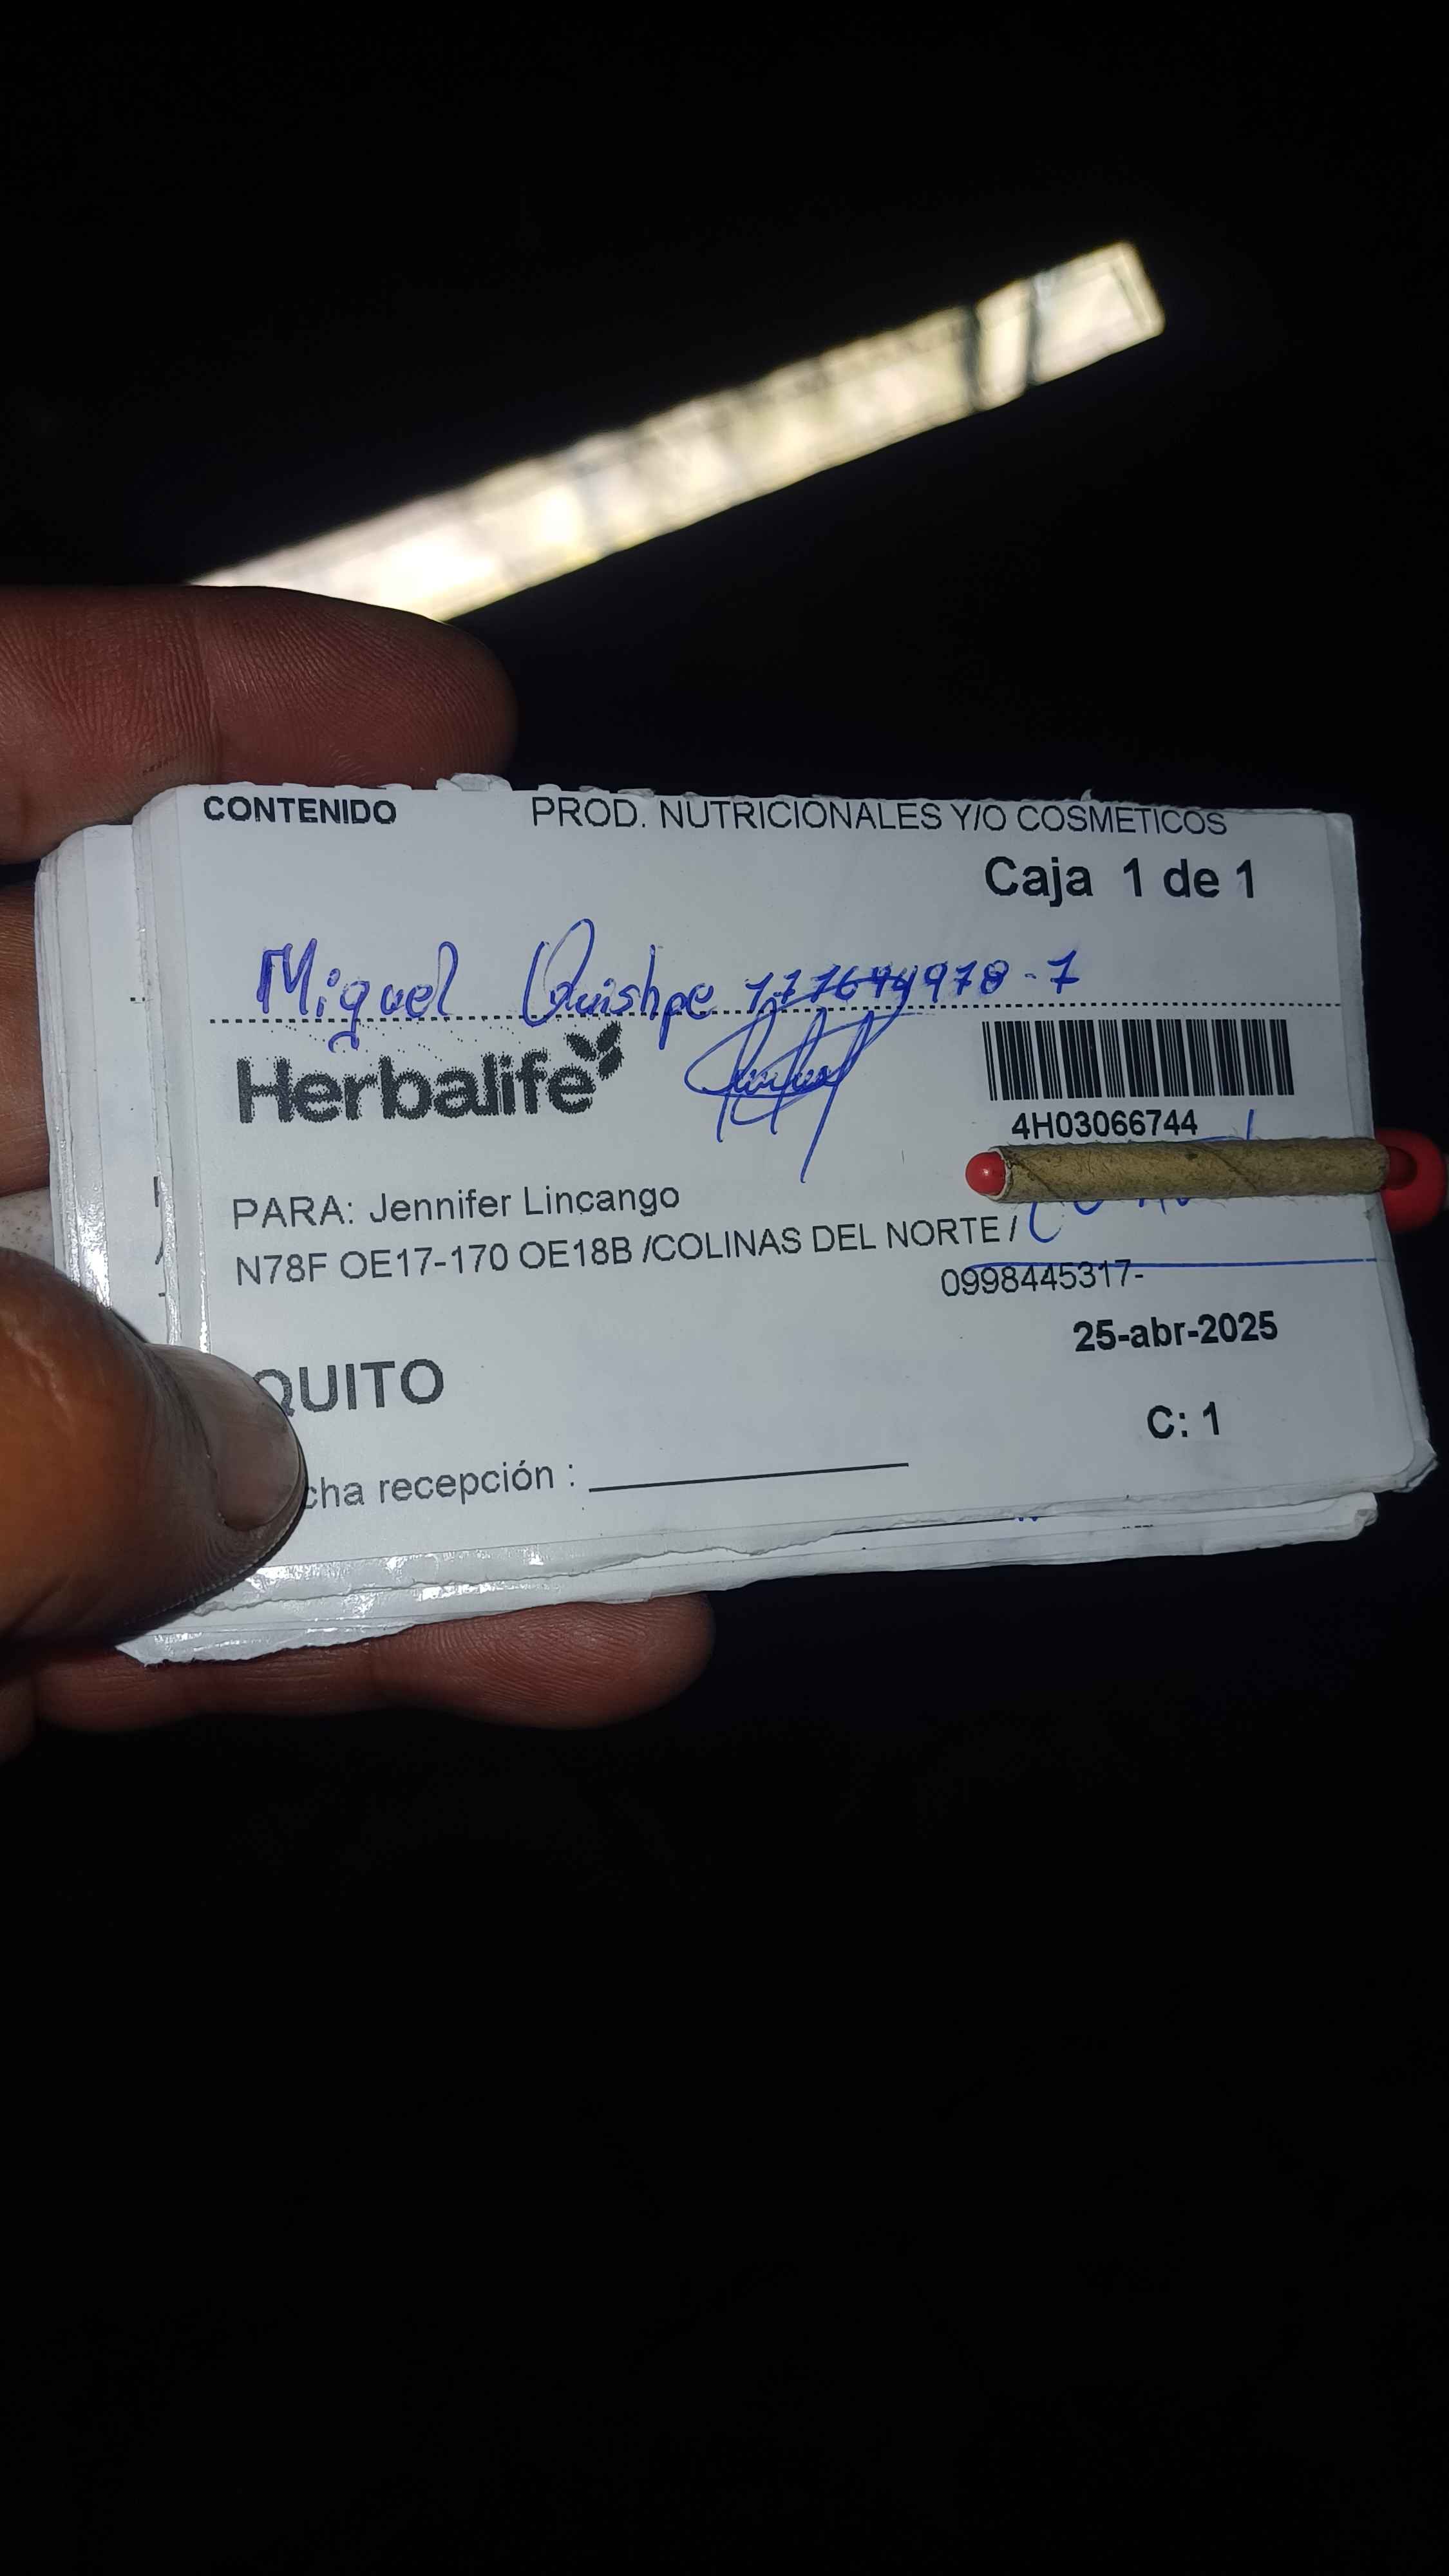 CONTENIDO PROD. NUTRICIONALES Y/O COSMETICOS
Caja 1 de 1
Miguel Quishpe
Herbalife
4H03066744
PARA: Jennifer Lincango
N78F OE17-170 OE18B /COLINAS DEL NORTE /
0998445317-
25-abr-2025
QUITO
C: 1
cha recepción :